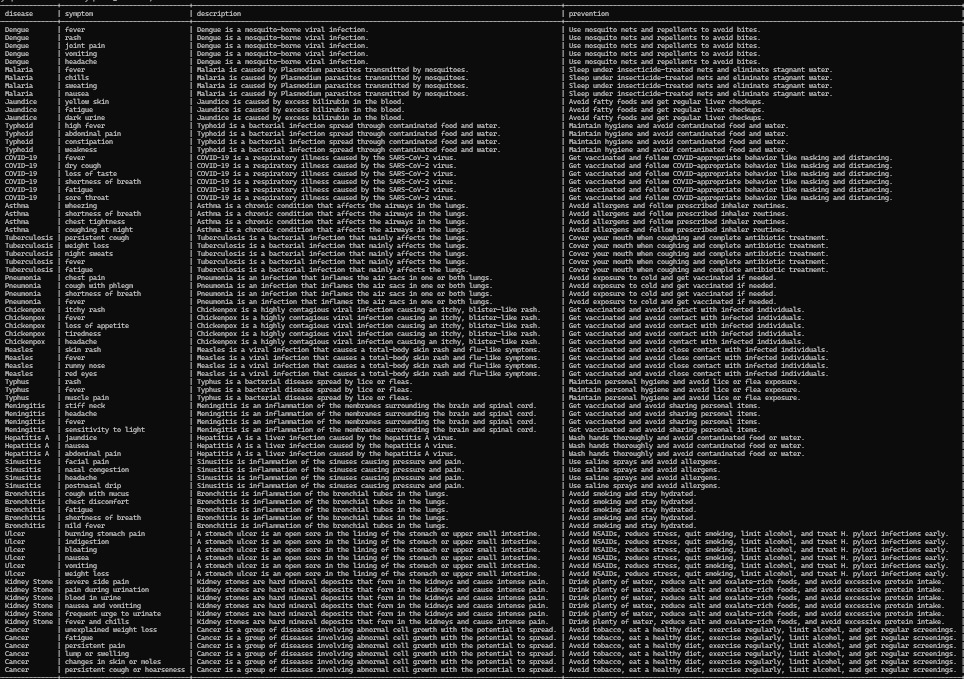 disease | symptom | description | prevention
Dengue | fever | Dengue is a mosquito-borne viral infection. | Use mosquito nets and repellents to avoid bites.
Dengue | rash | Dengue is a mosquito-borne viral infection. | Use mosquito nets and repellents to avoid bites.
Dengue | joint pain | Dengue is a mosquito-borne viral infection. | Use mosquito nets and repellents to avoid bites.
Dengue | vomiting | Dengue is a mosquito-borne viral infection. | Use mosquito nets and repellents to avoid bites.
Dengue | headache | Dengue is a mosquito-borne viral infection. | Use mosquito nets and repellents to avoid bites.
Malaria | fever | Malaria is caused by Plasmodium parasites transmitted by mosquitoes. | Sleep under insecticide-treated nets and eliminate stagnant water.
Malaria | chills | Malaria is caused by Plasmodium parasites transmitted by mosquitoes. | Sleep under insecticide-treated nets and eliminate stagnant water.
Malaria | sweating | Malaria is caused by Plasmodium parasites transmitted by mosquitoes. | Sleep under insecticide-treated nets and eliminate stagnant water.
Malaria | nausea | Malaria is caused by Plasmodium parasites transmitted by mosquitoes. | Sleep under insecticide-treated nets and eliminate stagnant water.
Jaundice | yellow skin | Jaundice is caused by excess bilirubin in the blood. | Avoid fatty foods and get regular liver checkups.
Jaundice | fatigue | Jaundice is caused by excess bilirubin in the blood. | Avoid fatty foods and get regular liver checkups.
Jaundice | dark urine | Jaundice is caused by excess bilirubin in the blood. | Avoid fatty foods and get regular liver checkups.
Typhoid | high fever | Typhoid is a bacterial infection spread through contaminated food and water. | Maintain hygiene and avoid contaminated food or water.
Typhoid | abdominal pain | Typhoid is a bacterial infection spread through contaminated food and water. | Maintain hygiene and avoid contaminated food or water.
Typhoid | constipation | Typhoid is a bacterial infection spread through contaminated food and water. | Maintain hygiene and avoid contaminated food or water.
Typhoid | weakness | Typhoid is a bacterial infection spread through contaminated food and water. | Maintain hygiene and avoid contaminated food or water.
COVID-19 | fever | COVID-19 is a respiratory illness caused by the SARS-CoV-2 virus. | Get vaccinated and follow COVID-appropriate behavior like masking and distancing.
COVID-19 | dry cough | COVID-19 is a respiratory illness caused by the SARS-CoV-2 virus. | Get vaccinated and follow COVID-appropriate behavior like masking and distancing.
COVID-19 | loss of taste | COVID-19 is a respiratory illness caused by the SARS-CoV-2 virus. | Get vaccinated and follow COVID-appropriate behavior like masking and distancing.
COVID-19 | shortness of breath | COVID-19 is a respiratory illness caused by the SARS-CoV-2 virus. | Get vaccinated and follow COVID-appropriate behavior like masking and distancing.
COVID-19 | fatigue | COVID-19 is a respiratory illness caused by the SARS-CoV-2 virus. | Get vaccinated and follow COVID-appropriate behavior like masking and distancing.
COVID-19 | sore throat | COVID-19 is a respiratory illness caused by the SARS-CoV-2 virus. | Get vaccinated and follow COVID-appropriate behavior like masking and distancing.
Asthma | wheezing | Asthma is a chronic condition that affects the airways in the lungs. | Avoid allergens and follow prescribed inhaler routines.
Asthma | shortness of breath | Asthma is a chronic condition that affects the airways in the lungs. | Avoid allergens and follow prescribed inhaler routines.
Asthma | chest tightness | Asthma is a chronic condition that affects the airways in the lungs. | Avoid allergens and follow prescribed inhaler routines.
Asthma | coughing at night | Asthma is a chronic condition that affects the airways in the lungs. | Avoid allergens and follow prescribed inhaler routines.
Tuberculosis | persistent cough | Tuberculosis is a bacterial infection that mainly affects the lungs. | Cover your mouth when coughing and complete antibiotic treatment.
Tuberculosis | weight loss | Tuberculosis is a bacterial infection that mainly affects the lungs. | Cover your mouth when coughing and complete antibiotic treatment.
Tuberculosis | night sweats | Tuberculosis is a bacterial infection that mainly affects the lungs. | Cover your mouth when coughing and complete antibiotic treatment.
Tuberculosis | fever | Tuberculosis is a bacterial infection that mainly affects the lungs. | Cover your mouth when coughing and complete antibiotic treatment.
Tuberculosis | fatigue | Tuberculosis is a bacterial infection that mainly affects the lungs. | Cover your mouth when coughing and complete antibiotic treatment.
Pneumonia | chest pain | Pneumonia is an infection that inflames the air sacs in one or both lungs. | Avoid exposure to cold and get vaccinated if needed.
Pneumonia | cough with phlegm | Pneumonia is an infection that inflames the air sacs in one or both lungs. | Avoid exposure to cold and get vaccinated if needed.
Pneumonia | shortness of breath | Pneumonia is an infection that inflames the air sacs in one or both lungs. | Avoid exposure to cold and get vaccinated if needed.
Pneumonia | fever | Pneumonia is an infection that inflames the air sacs in one or both lungs. | Avoid exposure to cold and get vaccinated if needed.
Chickenpox | itchy rash | Chickenpox is a highly contagious viral infection causing an itchy, blister-like rash. | Get vaccinated and avoid contact with infected individuals.
Chickenpox | fever | Chickenpox is a highly contagious viral infection causing an itchy, blister-like rash. | Get vaccinated and avoid contact with infected individuals.
Chickenpox | loss of appetite | Chickenpox is a highly contagious viral infection causing an itchy, blister-like rash. | Get vaccinated and avoid contact with infected individuals.
Chickenpox | tiredness | Chickenpox is a highly contagious viral infection causing an itchy, blister-like rash. | Get vaccinated and avoid contact with infected individuals.
Chickenpox | headache | Chickenpox is a highly contagious viral infection causing an itchy, blister-like rash. | Get vaccinated and avoid contact with infected individuals.
Measles | skin rash | Measles is a viral infection that causes a total-body skin rash and flu-like symptoms. | Get vaccinated and avoid close contact with infected individuals.
Measles | fever | Measles is a viral infection that causes a total-body skin rash and flu-like symptoms. | Get vaccinated and avoid close contact with infected individuals.
Measles | runny nose | Measles is a viral infection that causes a total-body skin rash and flu-like symptoms. | Get vaccinated and avoid close contact with infected individuals.
Measles | red eyes | Measles is a viral infection that causes a total-body skin rash and flu-like symptoms. | Get vaccinated and avoid close contact with infected individuals.
Typhus | rash | Typhus is a bacterial disease spread by lice or fleas. | Maintain personal hygiene and avoid lice or flea exposure.
Typhus | fever | Typhus is a bacterial disease spread by lice or fleas. | Maintain personal hygiene and avoid lice or flea exposure.
Typhus | muscle pain | Typhus is a bacterial disease spread by lice or fleas. | Maintain personal hygiene and avoid lice or flea exposure.
Meningitis | stiff neck | Meningitis is an inflammation of the membranes surrounding the brain and spinal cord. | Get vaccinated and avoid sharing personal items.
Meningitis | headache | Meningitis is an inflammation of the membranes surrounding the brain and spinal cord. | Get vaccinated and avoid sharing personal items.
Meningitis | fever | Meningitis is an inflammation of the membranes surrounding the brain and spinal cord. | Get vaccinated and avoid sharing personal items.
Meningitis | sensitivity to light | Meningitis is an inflammation of the membranes surrounding the brain and spinal cord. | Get vaccinated and avoid sharing personal items.
Hepatitis A | jaundice | Hepatitis A is a liver infection caused by the hepatitis A virus. | Wash hands thoroughly and avoid contaminated food or water.
Hepatitis A | nausea | Hepatitis A is a liver infection caused by the hepatitis A virus. | Wash hands thoroughly and avoid contaminated food or water.
Hepatitis A | abdominal pain | Hepatitis A is a liver infection caused by the hepatitis A virus. | Wash hands thoroughly and avoid contaminated food or water.
Sinusitis | facial pain | Sinusitis is inflammation of the sinuses causing pressure and pain. | Use saline sprays and avoid allergens.
Sinusitis | nasal congestion | Sinusitis is inflammation of the sinuses causing pressure and pain. | Use saline sprays and avoid allergens.
Sinusitis | headache | Sinusitis is inflammation of the sinuses causing pressure and pain. | Use saline sprays and avoid allergens.
Sinusitis | postnasal drip | Sinusitis is inflammation of the sinuses causing pressure and pain. | Use saline sprays and avoid allergens.
Bronchitis | cough with mucus | Bronchitis is inflammation of the bronchial tubes in the lungs. | Avoid smoking and stay hydrated.
Bronchitis | chest discomfort | Bronchitis is inflammation of the bronchial tubes in the lungs. | Avoid smoking and stay hydrated.
Bronchitis | fatigue | Bronchitis is inflammation of the bronchial tubes in the lungs. | Avoid smoking and stay hydrated.
Bronchitis | shortness of breath | Bronchitis is inflammation of the bronchial tubes in the lungs. | Avoid smoking and stay hydrated.
Bronchitis | mild fever | Bronchitis is inflammation of the bronchial tubes in the lungs. | Avoid smoking and stay hydrated.
Ulcer | burning stomach pain | A stomach ulcer is an open sore in the lining of the stomach or upper small intestine. | Avoid NSAIDs, reduce stress, quit smoking, limit alcohol, and treat H. pylori infections early.
Ulcer | indigestion | A stomach ulcer is an open sore in the lining of the stomach or upper small intestine. | Avoid NSAIDs, reduce stress, quit smoking, limit alcohol, and treat H. pylori infections early.
Ulcer | bloating | A stomach ulcer is an open sore in the lining of the stomach or upper small intestine. | Avoid NSAIDs, reduce stress, quit smoking, limit alcohol, and treat H. pylori infections early.
Ulcer | nausea | A stomach ulcer is an open sore in the lining of the stomach or upper small intestine. | Avoid NSAIDs, reduce stress, quit smoking, limit alcohol, and treat H. pylori infections early.
Ulcer | vomiting | A stomach ulcer is an open sore in the lining of the stomach or upper small intestine. | Avoid NSAIDs, reduce stress, quit smoking, limit alcohol, and treat H. pylori infections early.
Ulcer | weight loss | A stomach ulcer is an open sore in the lining of the stomach or upper small intestine. | Avoid NSAIDs, reduce stress, quit smoking, limit alcohol, and treat H. pylori infections early.
Kidney Stone | severe side pain | Kidney stones are hard mineral deposits that form in the kidneys and cause intense pain. | Drink plenty of water, reduce salt and oxalate-rich foods, and avoid excessive protein intake.
Kidney Stone | pain during urination | Kidney stones are hard mineral deposits that form in the kidneys and cause intense pain. | Drink plenty of water, reduce salt and oxalate-rich foods, and avoid excessive protein intake.
Kidney Stone | blood in urine | Kidney stones are hard mineral deposits that form in the kidneys and cause intense pain. | Drink plenty of water, reduce salt and oxalate-rich foods, and avoid excessive protein intake.
Kidney Stone | nausea and vomiting | Kidney stones are hard mineral deposits that form in the kidneys and cause intense pain. | Drink plenty of water, reduce salt and oxalate-rich foods, and avoid excessive protein intake.
Kidney Stone | frequent urge to urinate | Kidney stones are hard mineral deposits that form in the kidneys and cause intense pain. | Drink plenty of water, reduce salt and oxalate-rich foods, and avoid excessive protein intake.
Kidney Stone | fever and chills | Kidney stones are hard mineral deposits that form in the kidneys and cause intense pain. | Drink plenty of water, reduce salt and oxalate-rich foods, and avoid excessive protein intake.
Cancer | unexplained weight loss | Cancer is a group of diseases involving abnormal cell growth with the potential to spread. | Avoid tobacco, eat a healthy diet, exercise regularly, limit alcohol, and get regular screenings.
Cancer | fatigue | Cancer is a group of diseases involving abnormal cell growth with the potential to spread. | Avoid tobacco, eat a healthy diet, exercise regularly, limit alcohol, and get regular screenings.
Cancer | persistent pain | Cancer is a group of diseases involving abnormal cell growth with the potential to spread. | Avoid tobacco, eat a healthy diet, exercise regularly, limit alcohol, and get regular screenings.
Cancer | lump or swelling | Cancer is a group of diseases involving abnormal cell growth with the potential to spread. | Avoid tobacco, eat a healthy diet, exercise regularly, limit alcohol, and get regular screenings.
Cancer | changes in skin or moles | Cancer is a group of diseases involving abnormal cell growth with the potential to spread. | Avoid tobacco, eat a healthy diet, exercise regularly, limit alcohol, and get regular screenings.
Cancer | persistent cough or hoarseness | Cancer is a group of diseases involving abnormal cell growth with the potential to spread. | Avoid tobacco, eat a healthy diet, exercise regularly, limit alcohol, and get regular screenings.